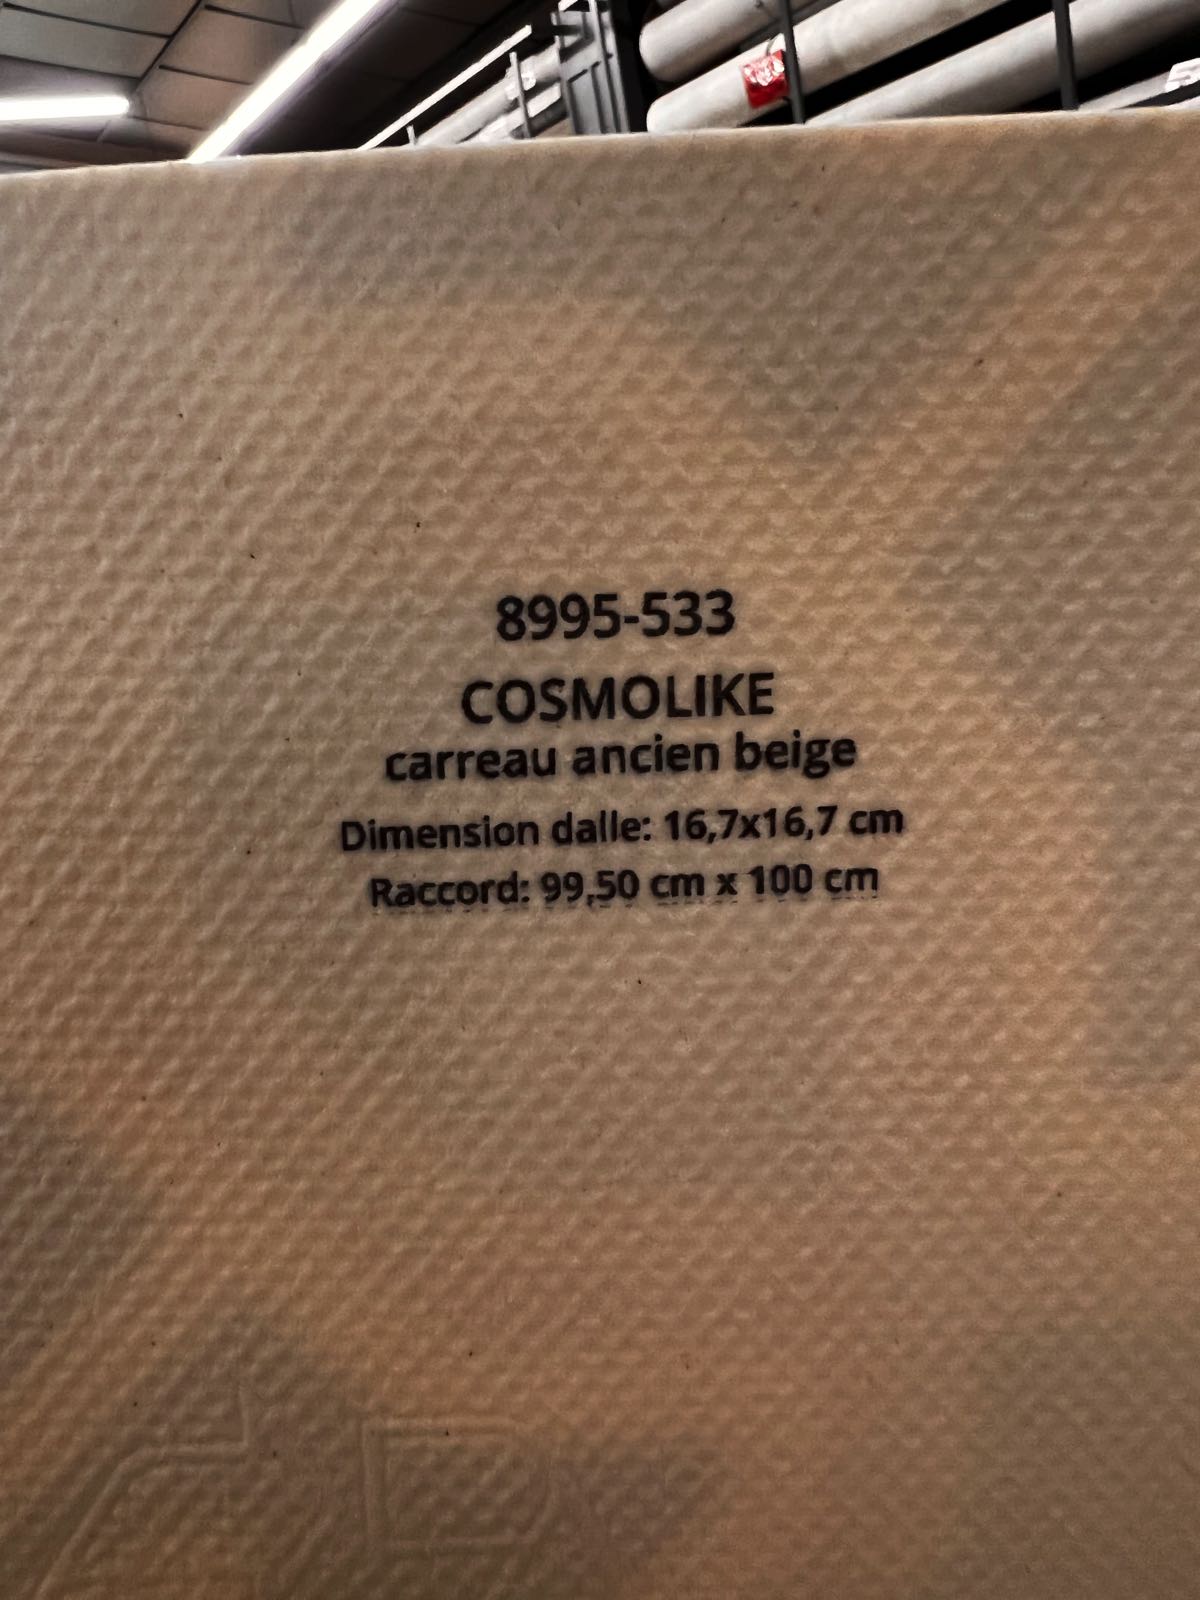 8995-533
COSMOLIKE
carreau ancien beige
Dimension dalle: 16,7x16,7 cm
Raccord: 99,50 cm x 100 cm